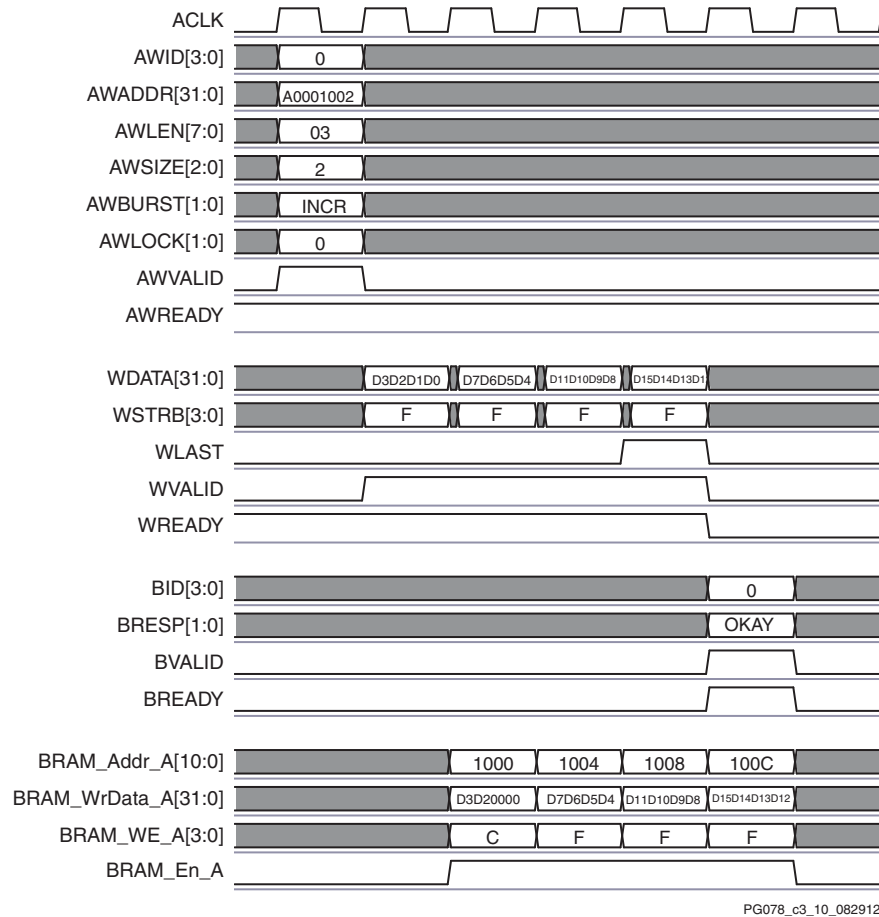 ACLK
AWID[3:0] 0
AWADDR[31:0] A0001002
AWLEN[7:0] 03
AWSIZE[2:0] 2
AWBURST[1:0] INCR
AWLOCK[1:0] 0
AWVALID
AWREADY
WDATA[31:0] D3D2D1D0 D7D6D5D4 D11D10D9D8 D15D14D13D1
WSTRB[3:0] F F F F
WLAST
WVALID
WREADY
BID[3:0] 0
BRESP[1:0] OKAY
BVALID
BREADY
BRAM_Addr_A[10:0] 1000 1004 1008 100C
BRAM_WrData_A[31:0] D3D20000 D7D6D5D4 D11D10D9D8 D15D14D13D12
BRAM_WE_A[3:0] C F F F
BRAM_En_A
PG078_c3_10_082912